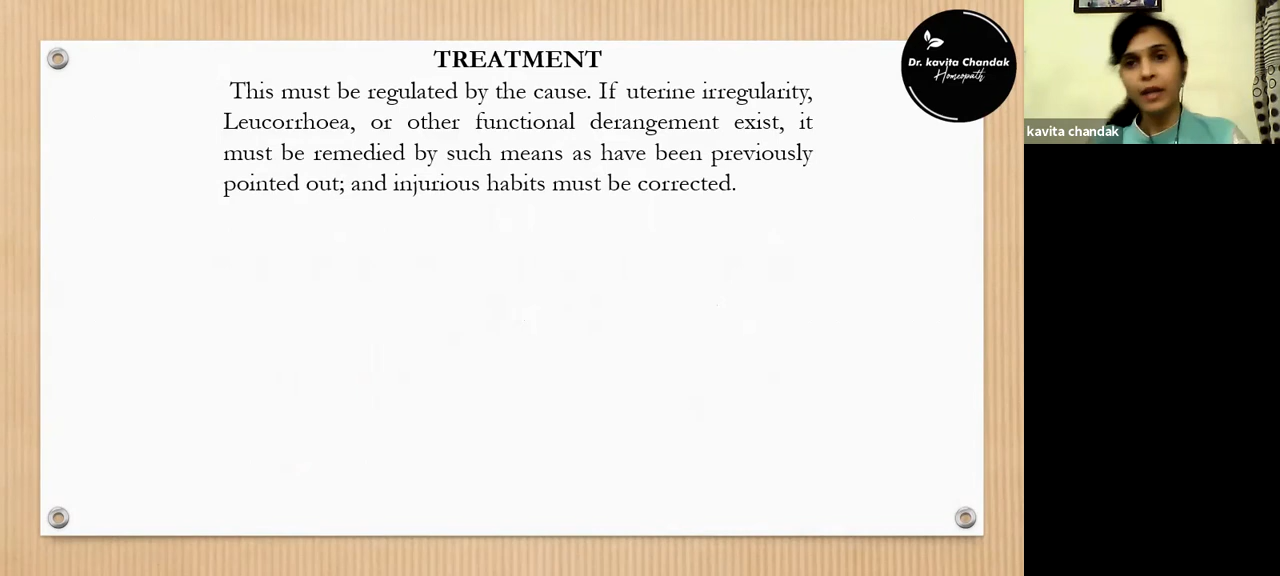 TREATMENT
This must be regulated by the cause. If uterine irregularity,
Leucorrhoea, or other functional derangement exist, it
must be remedied by such means as have been previously
pointed out; and injurious habits must be corrected.
Dr. kavita Chandak
Homeopath
kavita chandak